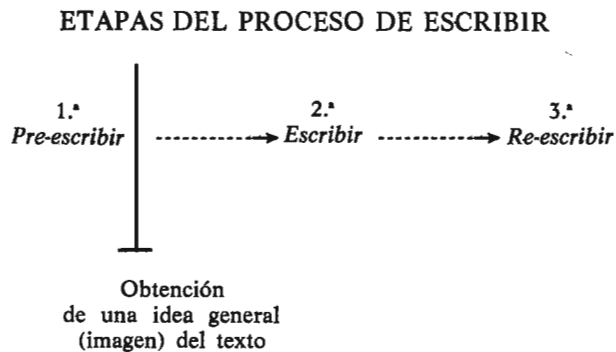 ETAPAS DEL PROCESO DE ESCRIBIR
1.ª 2.ª 3.ª
Pre-escribir Escribir Re-escribir
Obtención
de una idea general
(imagen) del texto